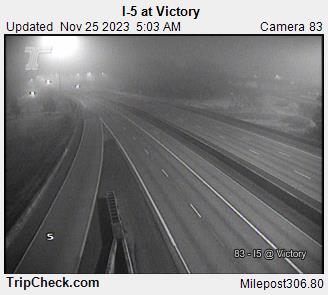 I-5 at Victory
Updated Nov 25 2023 5:03 AM Camera 83
S
83 - I5 @ Victory
TripCheck.com Milepost306.80